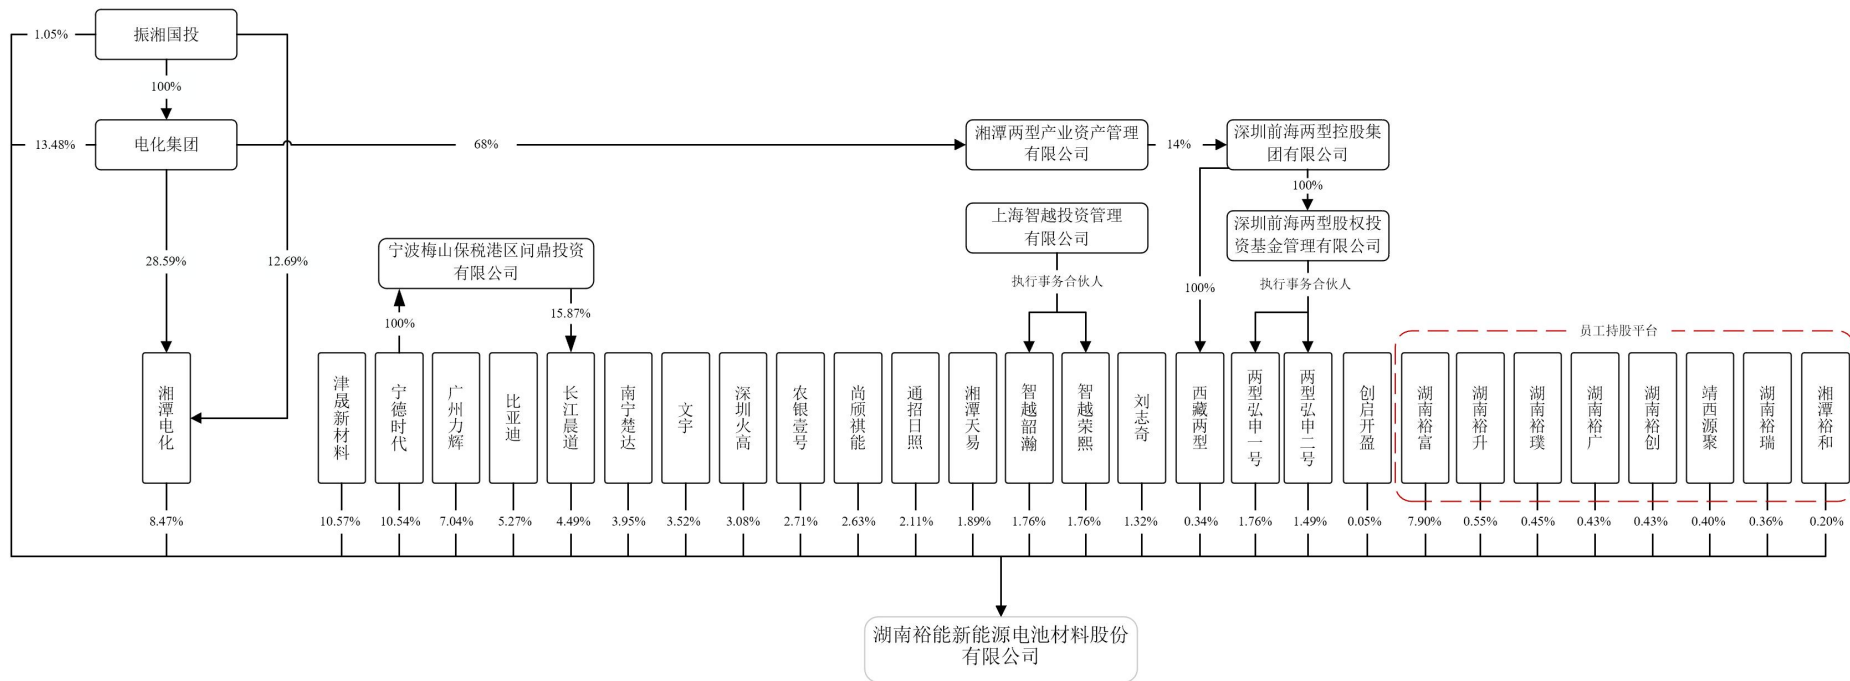 1.05%
振湘国投
100%
13.48%
电化集团
68%
湘潭两型产业资产管理
有限公司
14%
深圳前海两型控股集
团有限公司
100%
上海智越投资管理
有限公司
深圳前海两型股权投
资基金管理有限公司
28.59%
12.69%
宁波梅山保税港区问鼎投资
有限公司
执行事务合伙人
100%
执行事务合伙人
100%
15.87%
员工持股平台
湘潭电化
津晟新材料
宁德时代
广州力辉
比亚迪
长江晨道
南宁楚达
文宇
深圳火高
农银壹号
尚颀祺能
通招日照
湘潭天易
智越韶瀚
智越荣熙
刘志奇
西藏两型
两型弘申一号
两型弘申二号
创启开盈
湖南裕富
湖南裕升
湖南裕璞
湖南裕广
湖南裕创
靖西源聚
湖南裕瑞
湘潭裕和
8.47%
10.57%
10.54%
7.04%
5.27%
4.49%
3.95%
3.52%
3.08%
2.71%
2.63%
2.11%
1.89%
1.76%
1.76%
1.32%
0.34%
1.76%
1.49%
0.05%
7.90%
0.55%
0.45%
0.43%
0.43%
0.40%
0.36%
0.20%
湖南裕能新能源电池材料股份
有限公司